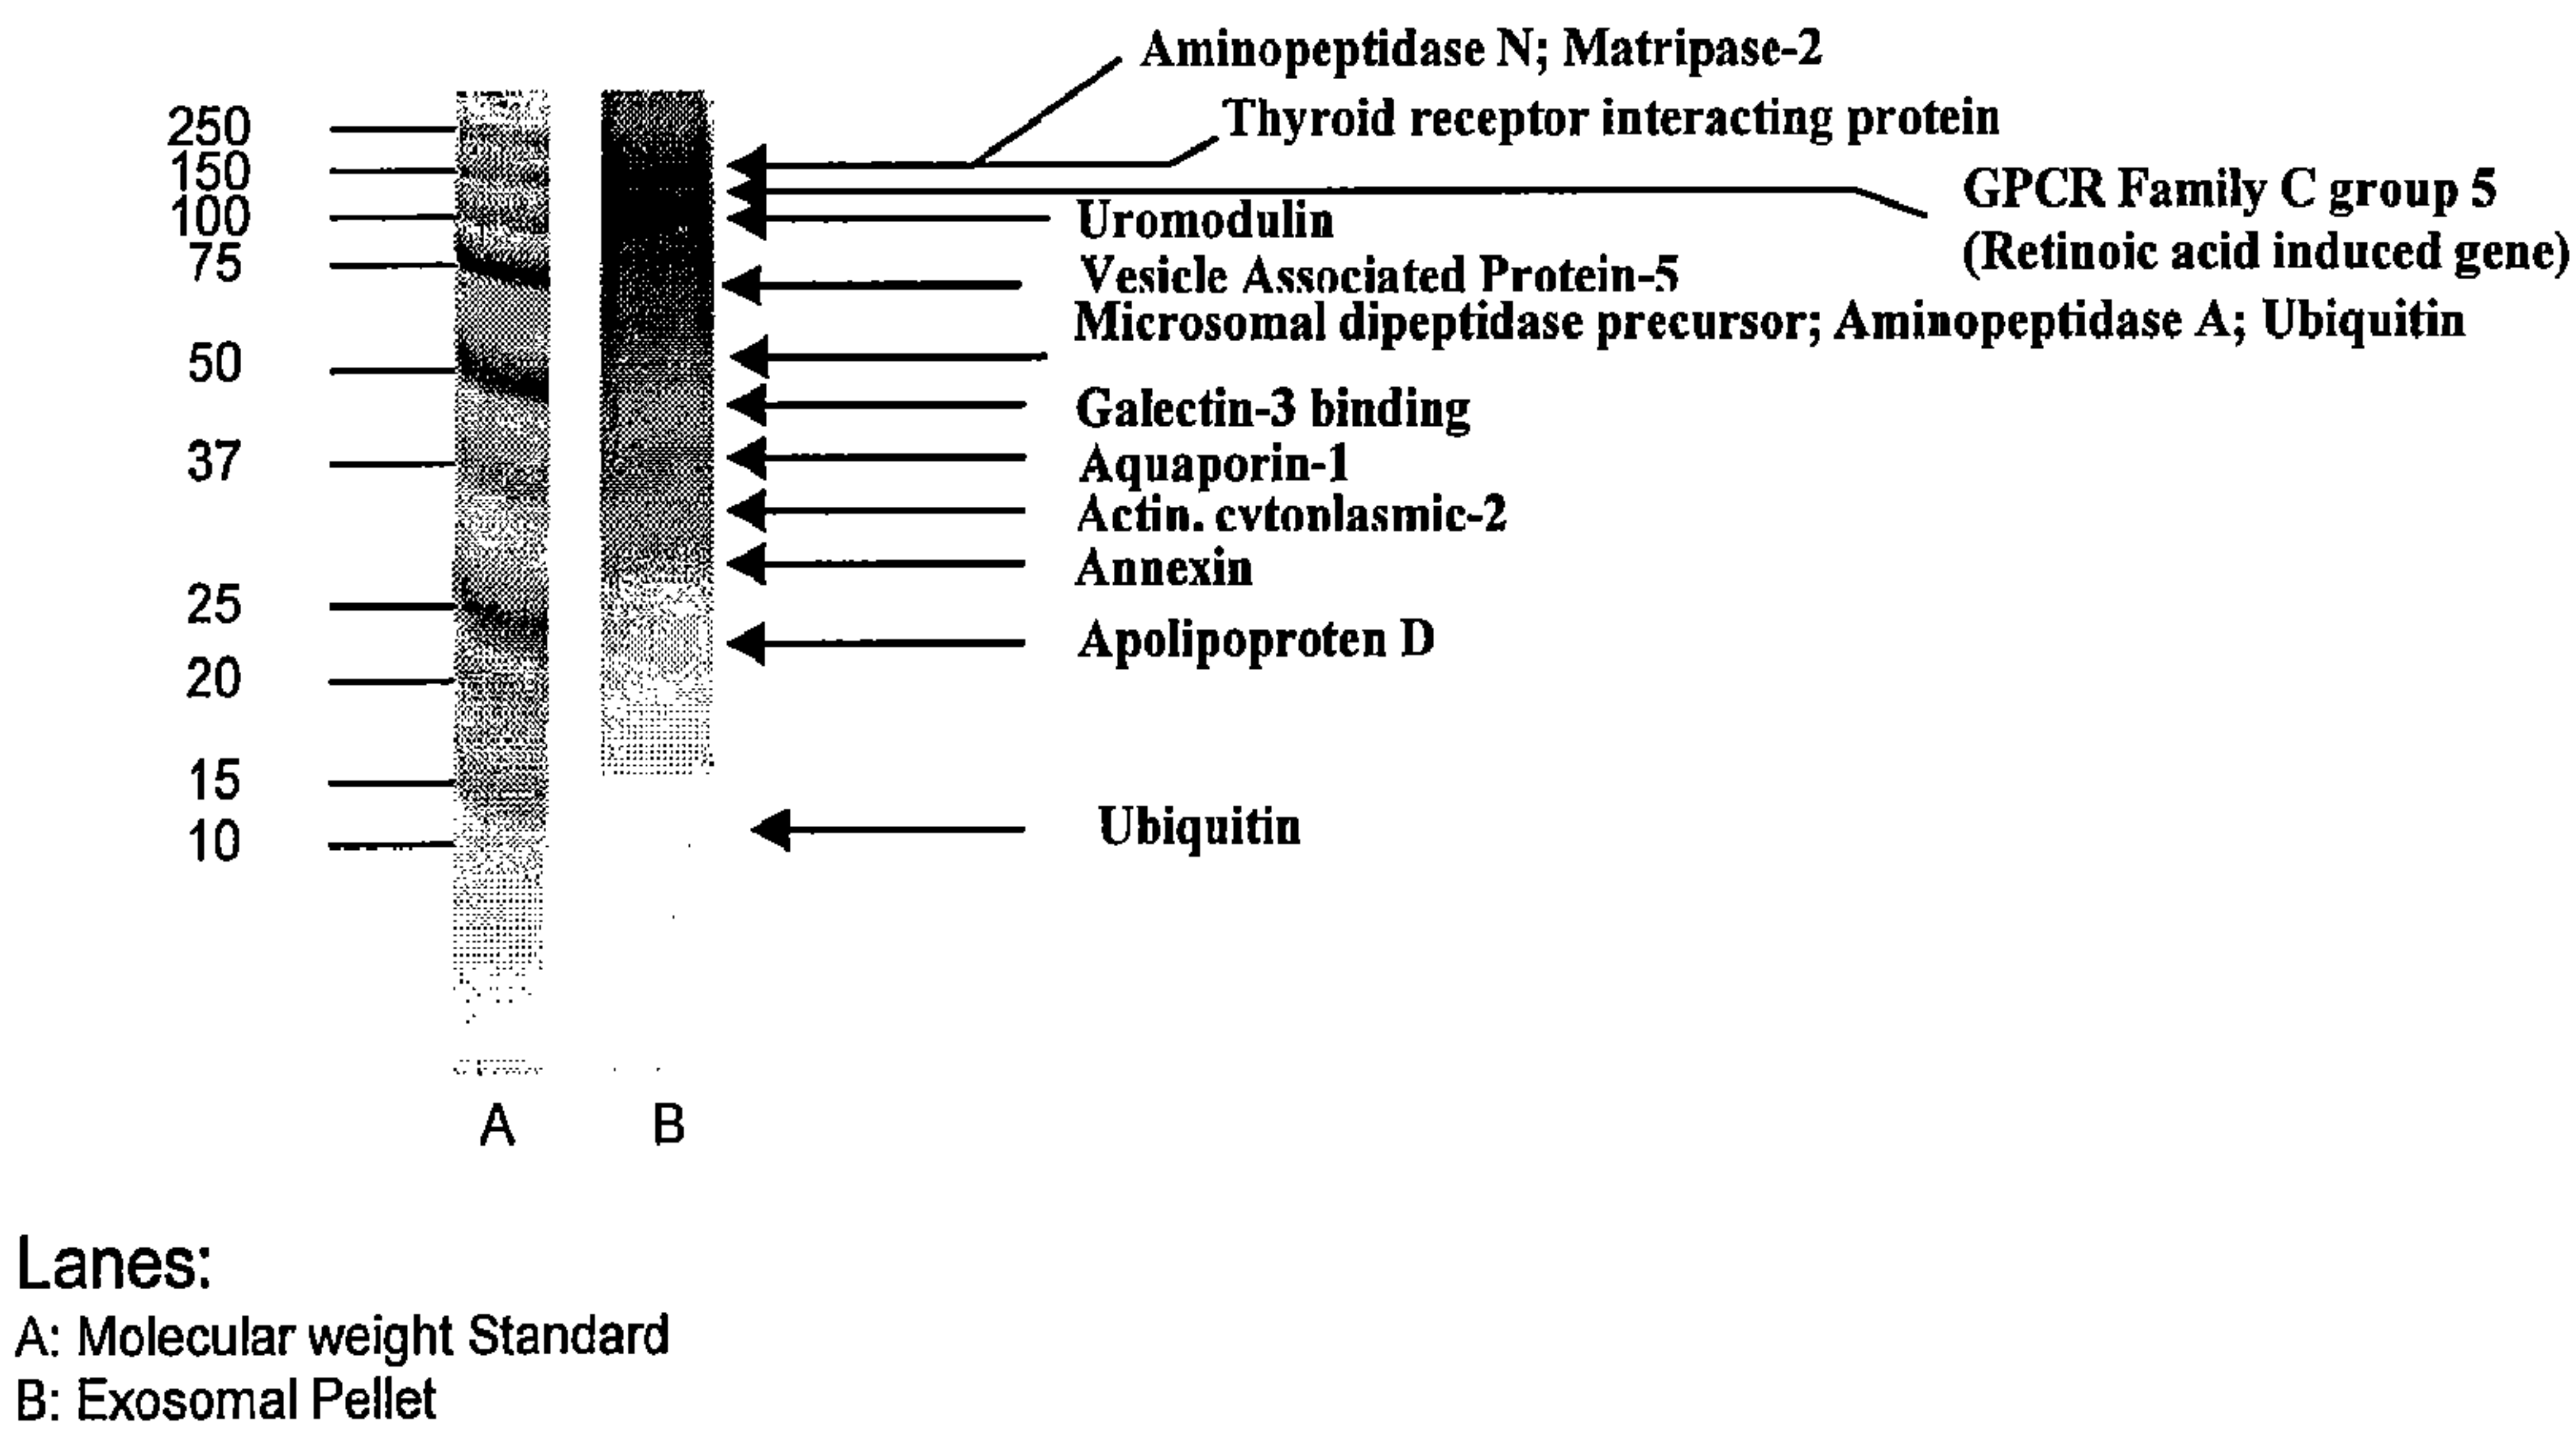 Aminopeptidase N; Matripase-2
Thyroid receptor interacting protein
250
150
100
75
50
37
25
20
15
10
GPCR Family C group 5
(Retinoic acid induced gene)
Uromodulin
Vesicle Associated Protein-5
Microsomal dipeptidase precursor; Aminopeptidase A; Ubiquitin
Galectin-3 binding
Aquaporin-1
Actin. cvtonlasmic-2
Annexin
Apolipoproten D
Ubiquitin
A
B
Lanes:
A: Molecular weight Standard
B: Exosomal Pellet